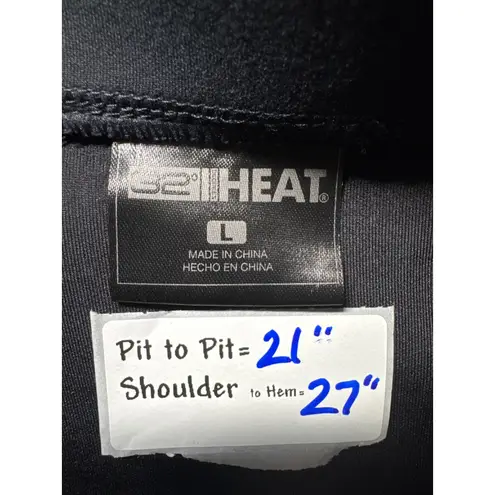 32° HEAT®
L
MADE IN CHINA
HECHO EN CHINA
Pit to Pit = 21"
Shoulder to Hem = 27"